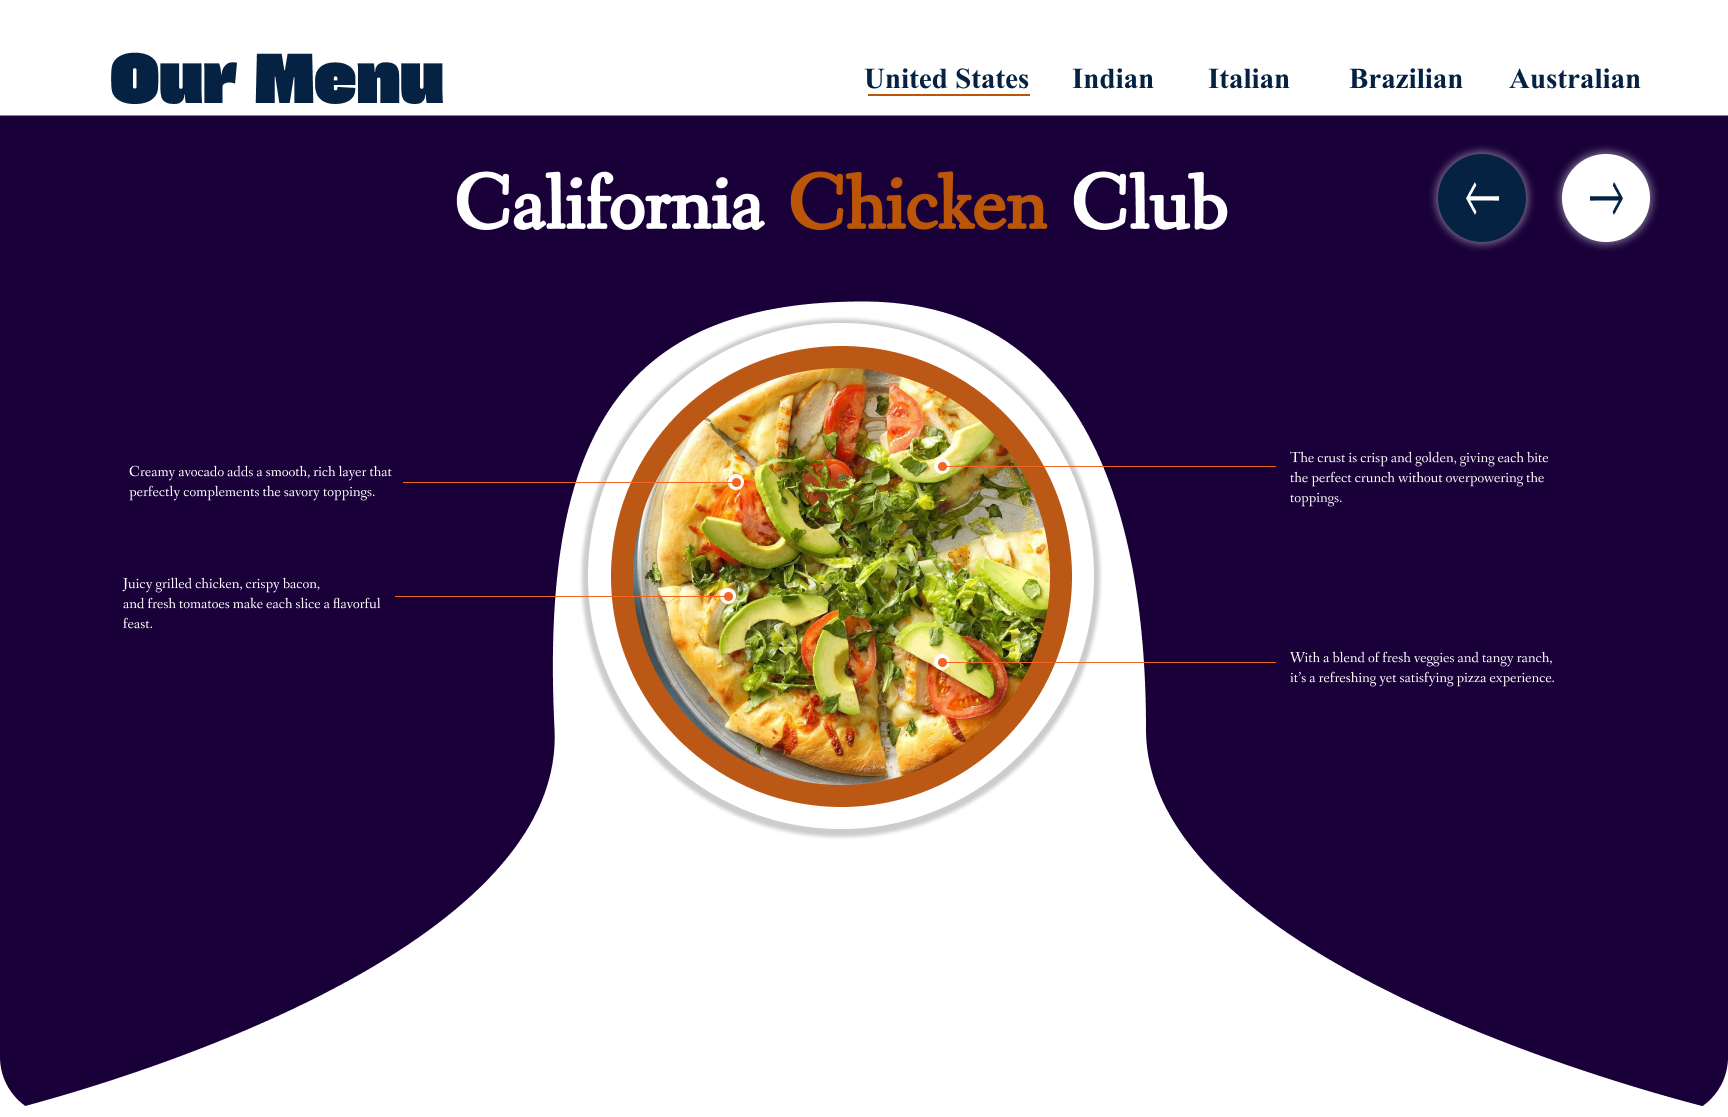 Our Menu
United States
Indian
Italian
Brazilian
Australian
California Chicken Club
Creamy avocado adds a smooth, rich layer that
perfectly complements the savory toppings.
The crust is crisp and golden, giving each bite
the perfect crunch without overpowering the
toppings.
Juicy grilled chicken, crispy bacon,
and fresh tomatoes make each slice a flavorful
feast.
With a blend of fresh veggies and tangy ranch,
it's a refreshing yet satisfying pizza experience.